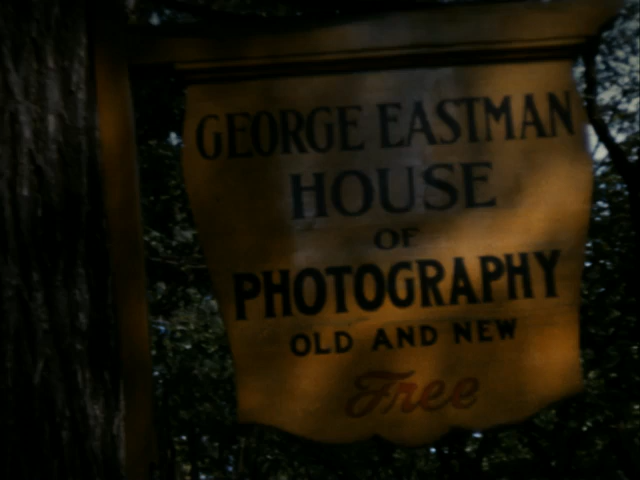 GEORGE EASTMAN
HOUSE
OF
PHOTOGRAPHY
OLD AND NEW
Free